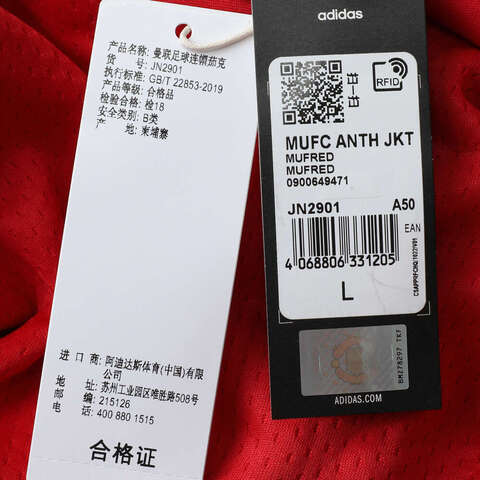 产品名称: 曼联足球连帽茄克
货 号: JN2901
执行标准: GB/T 22853-2019
产品等级: 合格品
检验合格: 检18
安全类别: B类
产 地: 柬埔寨
进 口 商: 阿迪达斯体育(中国)有限公司
地 址: 苏州工业园区唯胜路508号
邮 编: 215126
电 话: 400 880 1515
合格证
adidas
RFID
MUFC ANTH JKT
MUFRED
MUFRED
0900649471
JN2901 A50
EAN
4 068806 331205
L
BMZ78297 TKF
ADIDAS.COM